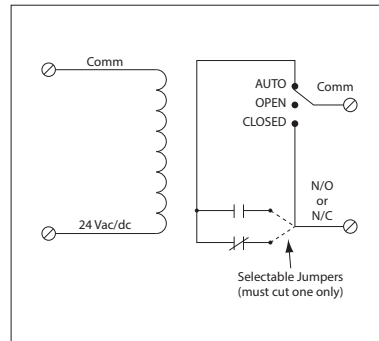 Comm
AUTO
OPEN
CLOSED
Comm
24 Vac/dc
N/O
or
N/C
Selectable Jumpers
(must cut one only)